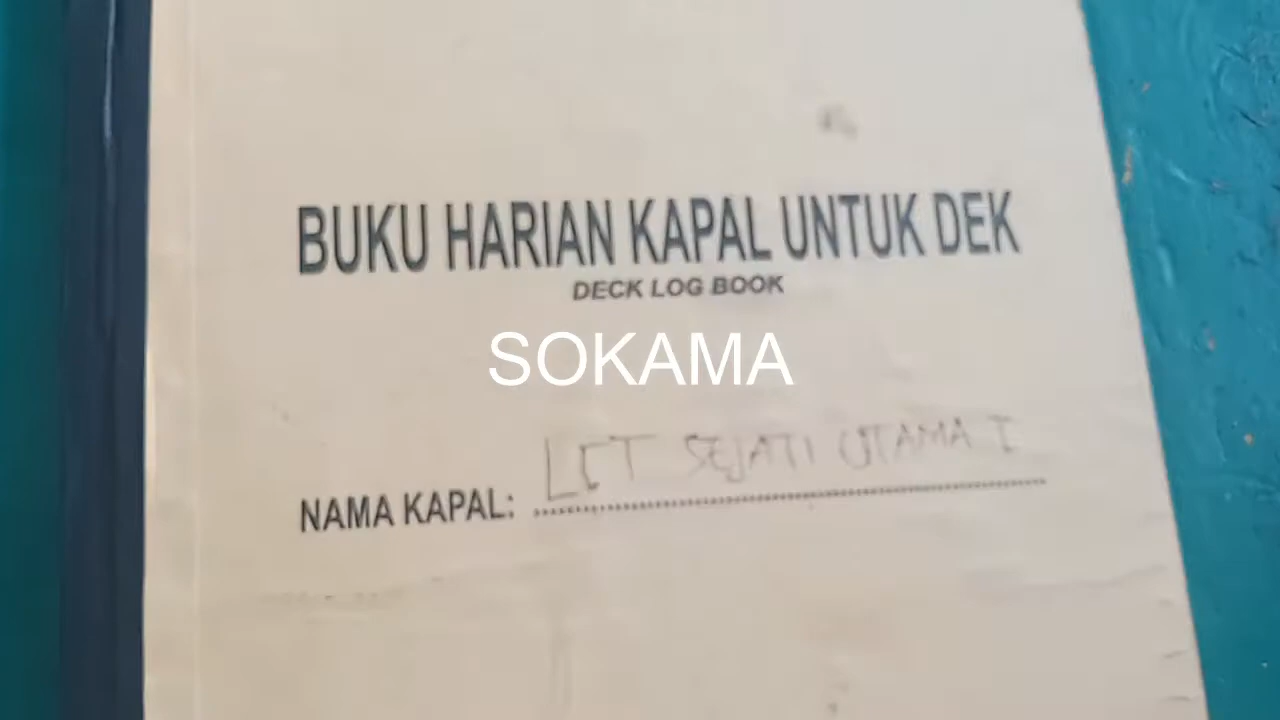 BUKU HARIAN KAPAL UNTUK DEK
DECK LOG BOOK
SOKAMA
NAMA KAPAL: LCT SEJATI UTAMA I